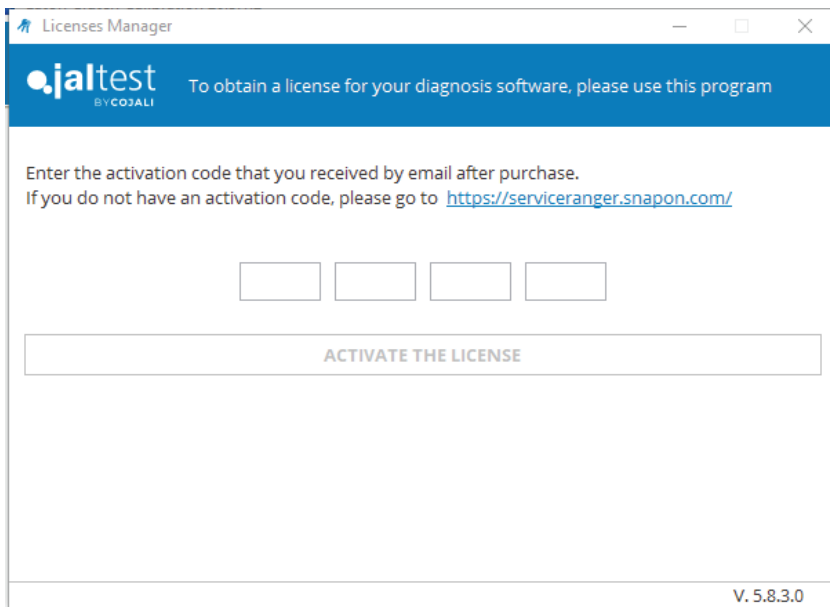 Licenses Manager
jaltest
BY COJALI
To obtain a license for your diagnosis software, please use this program
Enter the activation code that you received by email after purchase.
If you do not have an activation code, please go to https://serviceranger.snapon.com/
ACTIVATE THE LICENSE
V. 5.8.3.0